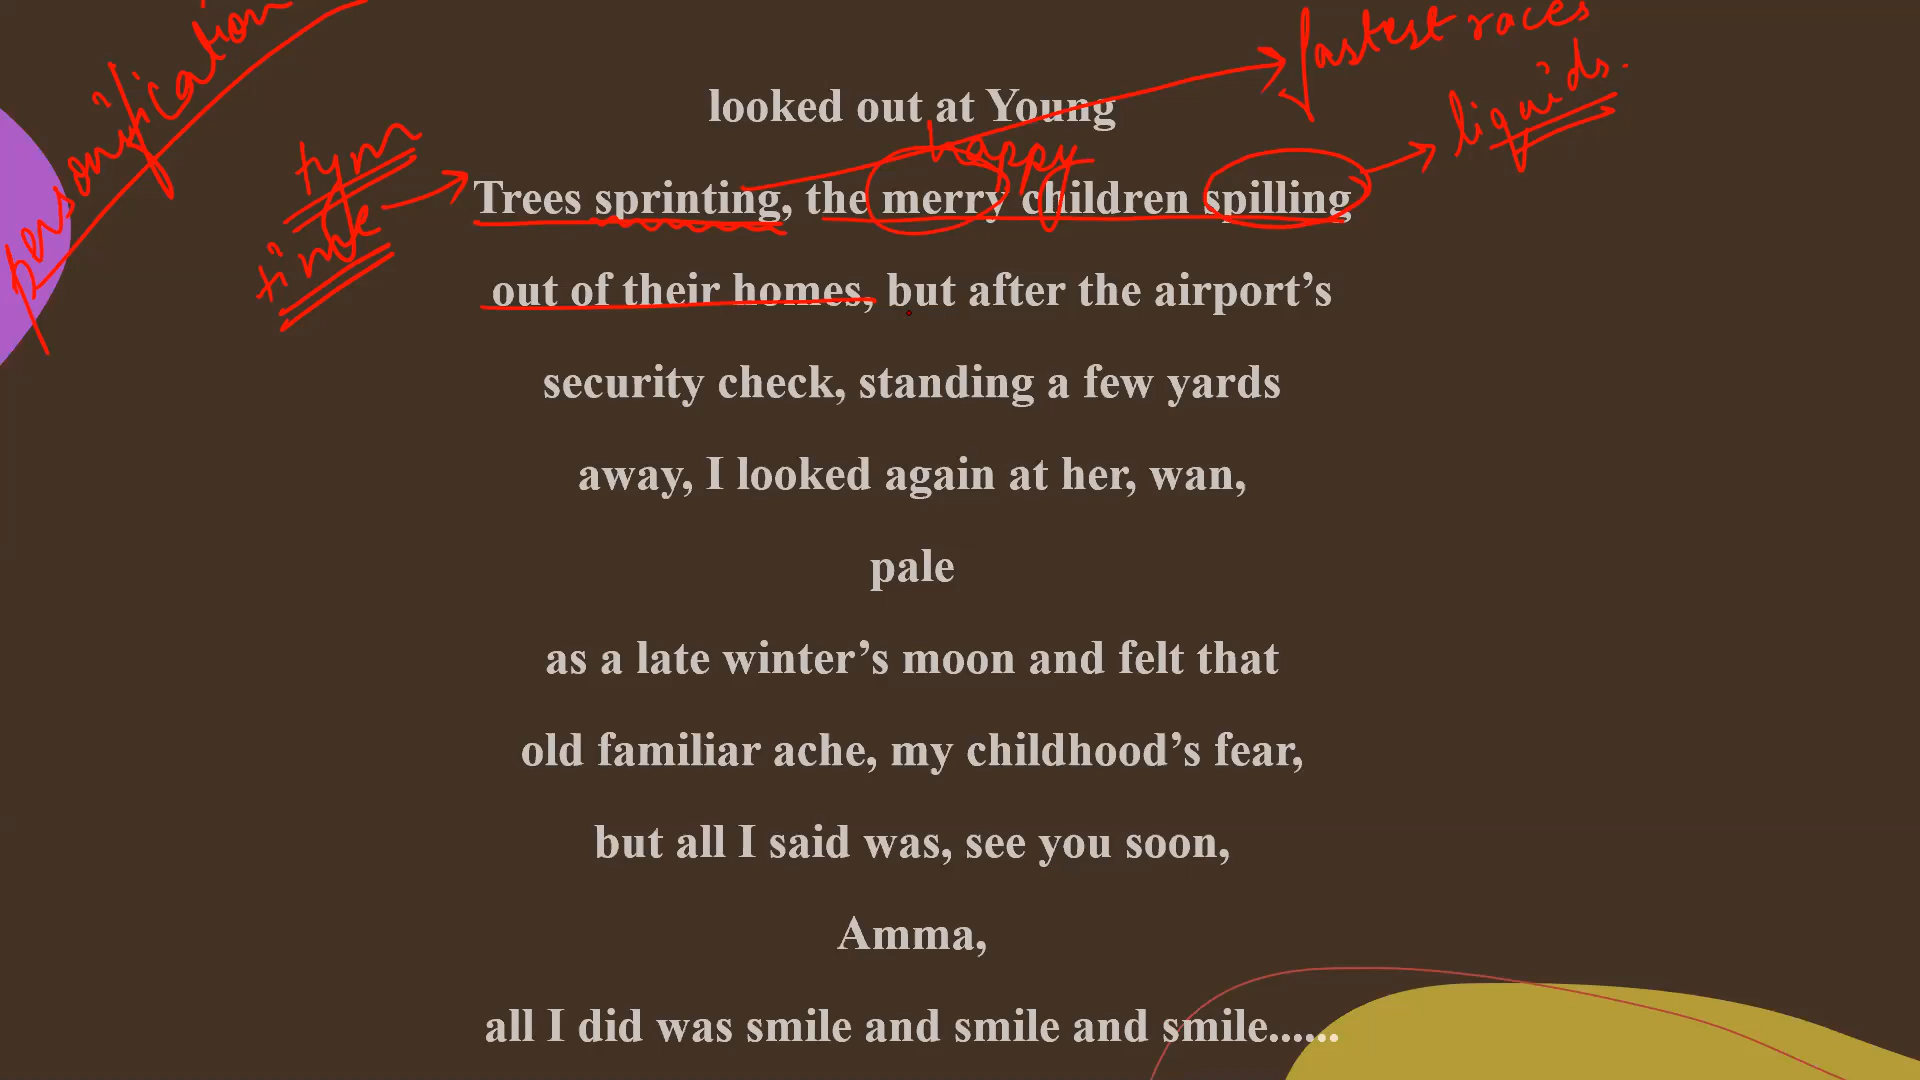 personification
fastest races
liquids.
looked out at Young
happy
Trees sprinting, the merry children spilling
out of their homes, but after the airport’s
security check, standing a few yards
away, I looked again at her, wan,
pale
as a late winter’s moon and felt that
old familiar ache, my childhood’s fear,
but all I said was, see you soon,
Amma,
all I did was smile and smile and smile......